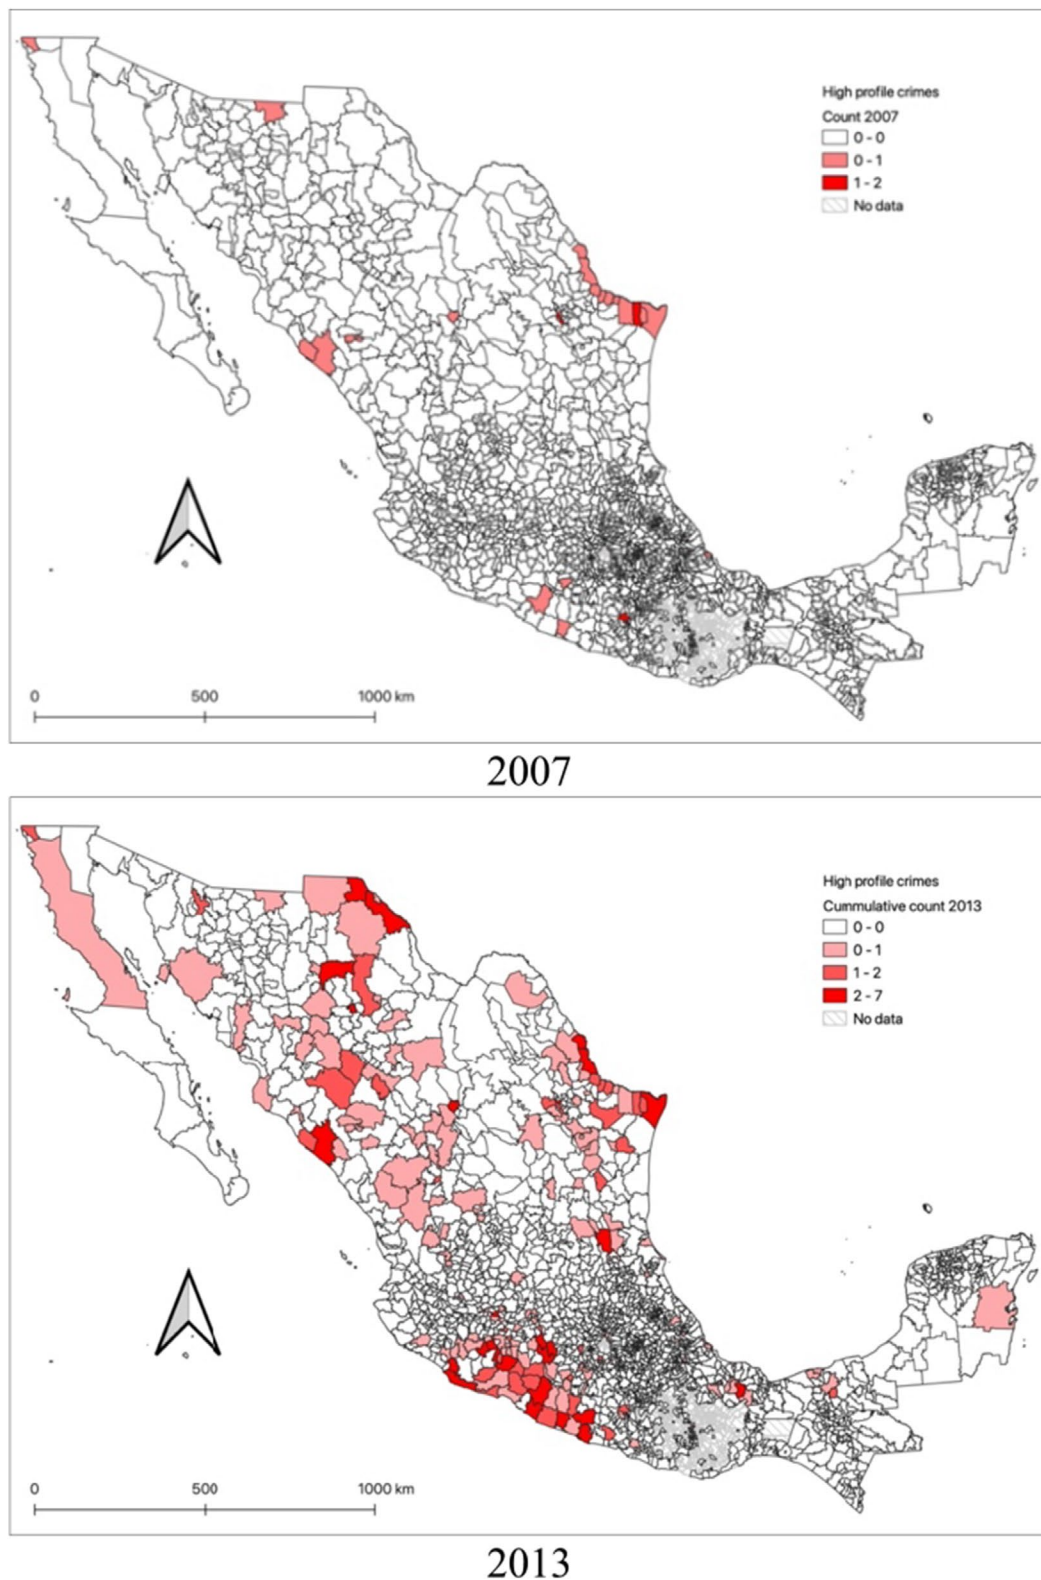 High profile crimes
Count 2007
0 - 0
0 - 1
1 - 2
No data
0 500 1000 km
2007
High profile crimes
Cummulative count 2013
0 - 0
0 - 1
1 - 2
2 - 7
No data
0 500 1000 km
2013